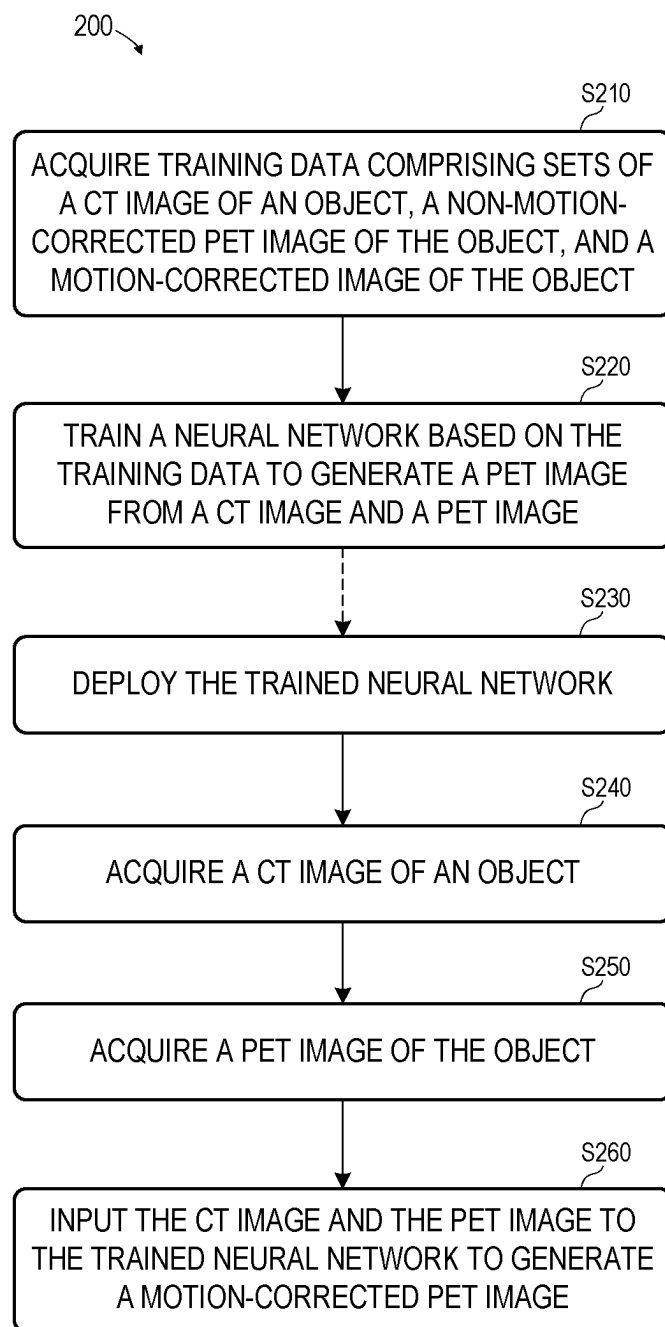 200
S210
ACQUIRE TRAINING DATA COMPRISING SETS OF
A CT IMAGE OF AN OBJECT, A NON-MOTION-
CORRECTED PET IMAGE OF THE OBJECT, AND A
MOTION-CORRECTED IMAGE OF THE OBJECT
S220
TRAIN A NEURAL NETWORK BASED ON THE
TRAINING DATA TO GENERATE A PET IMAGE
FROM A CT IMAGE AND A PET IMAGE
S230
DEPLOY THE TRAINED NEURAL NETWORK
S240
ACQUIRE A CT IMAGE OF AN OBJECT
S250
ACQUIRE A PET IMAGE OF THE OBJECT
S260
INPUT THE CT IMAGE AND THE PET IMAGE TO
THE TRAINED NEURAL NETWORK TO GENERATE
A MOTION-CORRECTED PET IMAGE